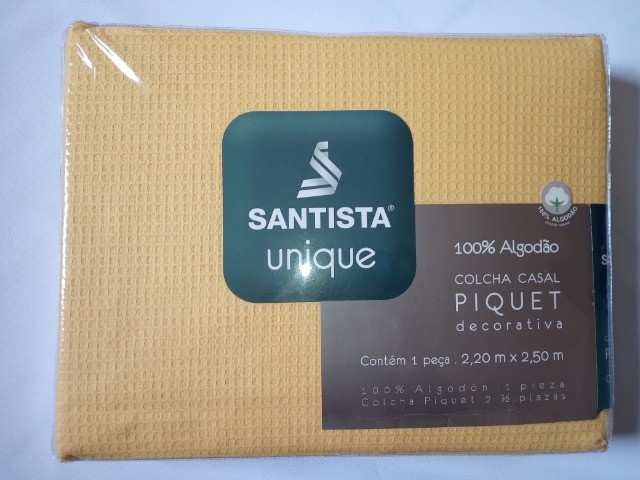 SANTISTA®
unique
100% ALGODÃO
100% Algodão
COLCHA CASAL
PIQUET
decorativa
Contém 1 peça . 2,20 m x 2,50 m
100% Algodón 1 pieza
Colcha Piquet 2 ½ plazas